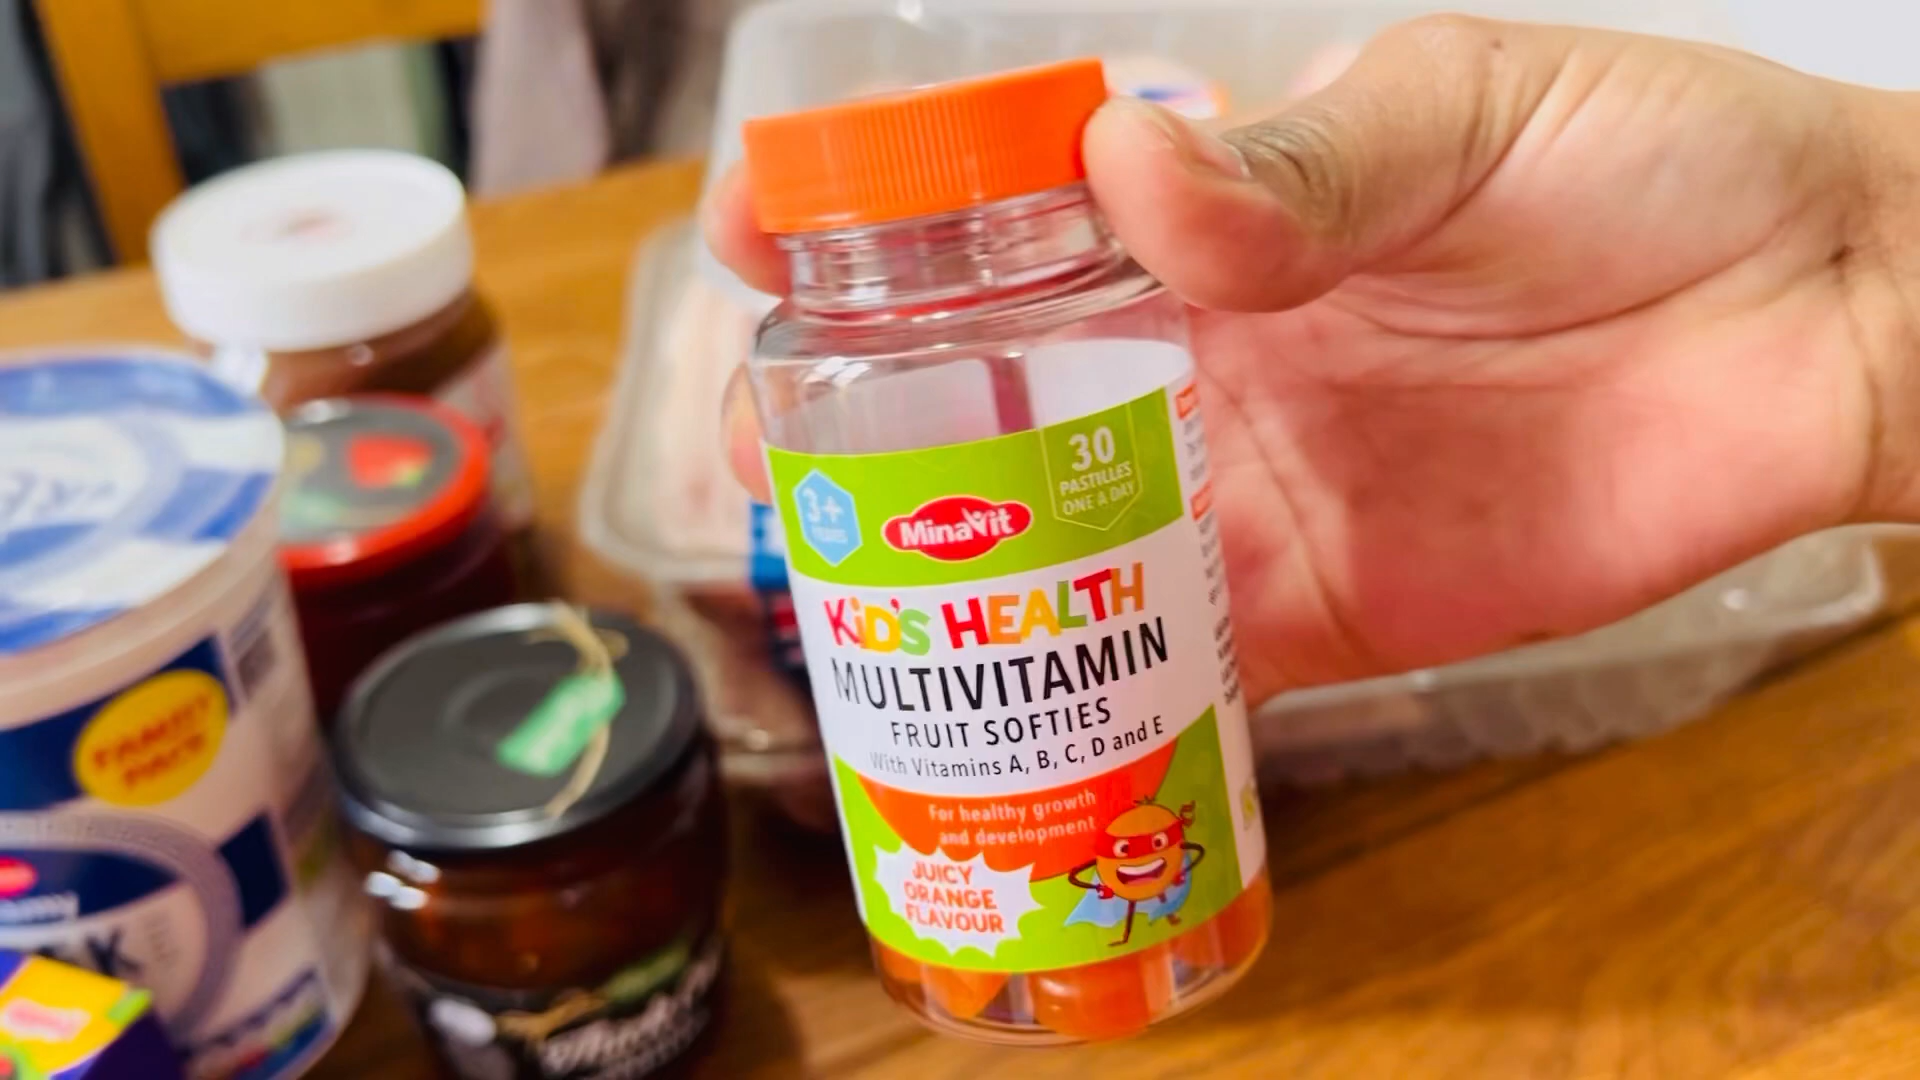 3+
YEARS
MinaVit
30
PASTILLES
ONE A DAY
KiD'S HEALTH
MULTIVITAMIN
FRUIT SOFTIES
With Vitamins A, B, C, D and E
For healthy growth
and development
JUICY
ORANGE
FLAVOUR
FAMILY
PACK